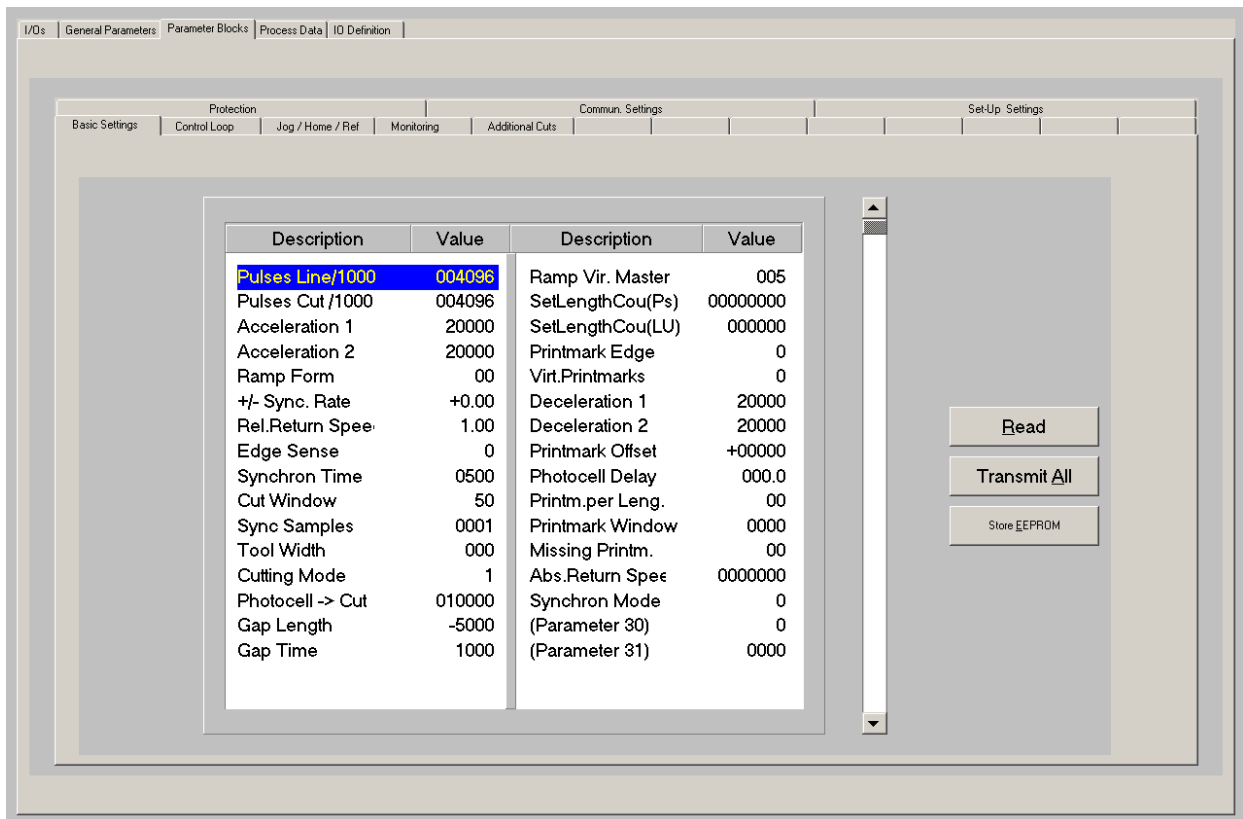 I/Os General Parameters Parameter Blocks Process Data IO Definition
Protection Commun. Settings Set-Up Settings
Basic Settings Control Loop Jog / Home / Ref Monitoring Additional Cuts
Description Value Description Value
Pulses Line/1000 004096 Ramp Vir. Master 005
Pulses Cut /1000 004096 SetLengthCou(Ps) 00000000
Acceleration 1 20000 SetLengthCou(LU) 000000
Acceleration 2 20000 Printmark Edge 0
Ramp Form 00 Virt.Printmarks 0
+/- Sync. Rate +0.00 Deceleration 1 20000
Rel.Return Spee 1.00 Deceleration 2 20000
Edge Sense 0 Printmark Offset +00000
Synchron Time 0500 Photocell Delay 000.0
Cut Window 50 Printm.per Leng. 00
Sync Samples 0001 Printmark Window 0000
Tool Width 000 Missing Printm. 00
Cutting Mode 1 Abs.Return Spee 0000000
Photocell -> Cut 010000 Synchron Mode 0
Gap Length -5000 (Parameter 30) 0
Gap Time 1000 (Parameter 31) 0000
Read
Transmit All
Store EEPROM